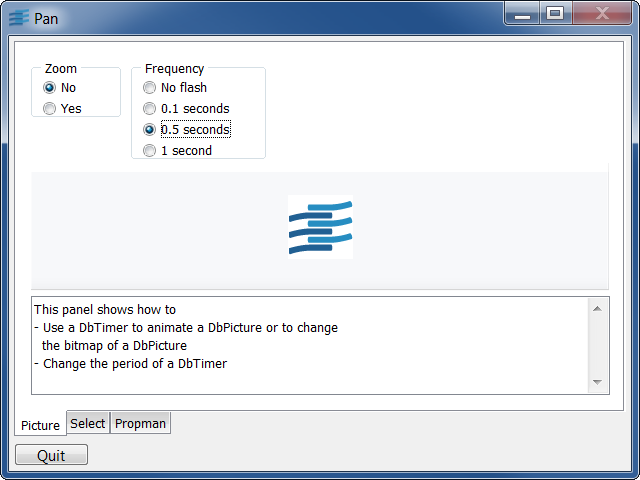 Pan
Zoom
No
Yes
Frequency
No flash
0.1 seconds
0.5 seconds
1 second
This panel shows how to
- Use a DbTimer to animate a DbPicture or to change
the bitmap of a DbPicture
- Change the period of a DbTimer
Picture
Select
Propman
Quit